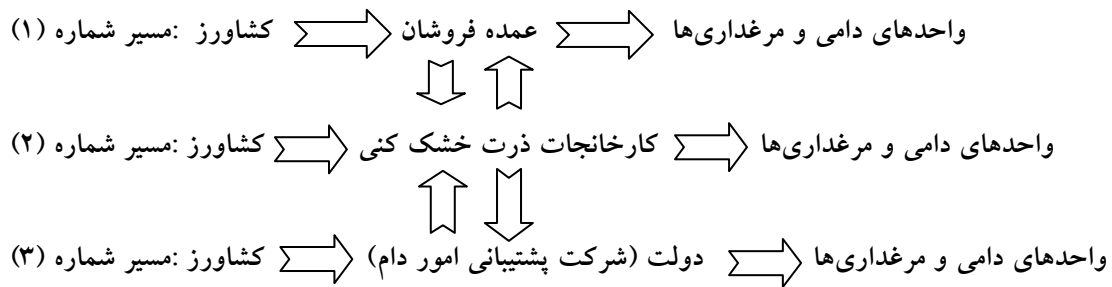 مسیر شماره (۱): کشاورز عمده فروشان واحدهای دامی و مرغداری‌ها
مسیر شماره (۲): کشاورز کارخانجات ذرت خشک کنی واحدهای دامی و مرغداری‌ها
مسیر شماره (۳): کشاورز دولت (شرکت پشتیبانی امور دام) واحدهای دامی و مرغداری‌ها